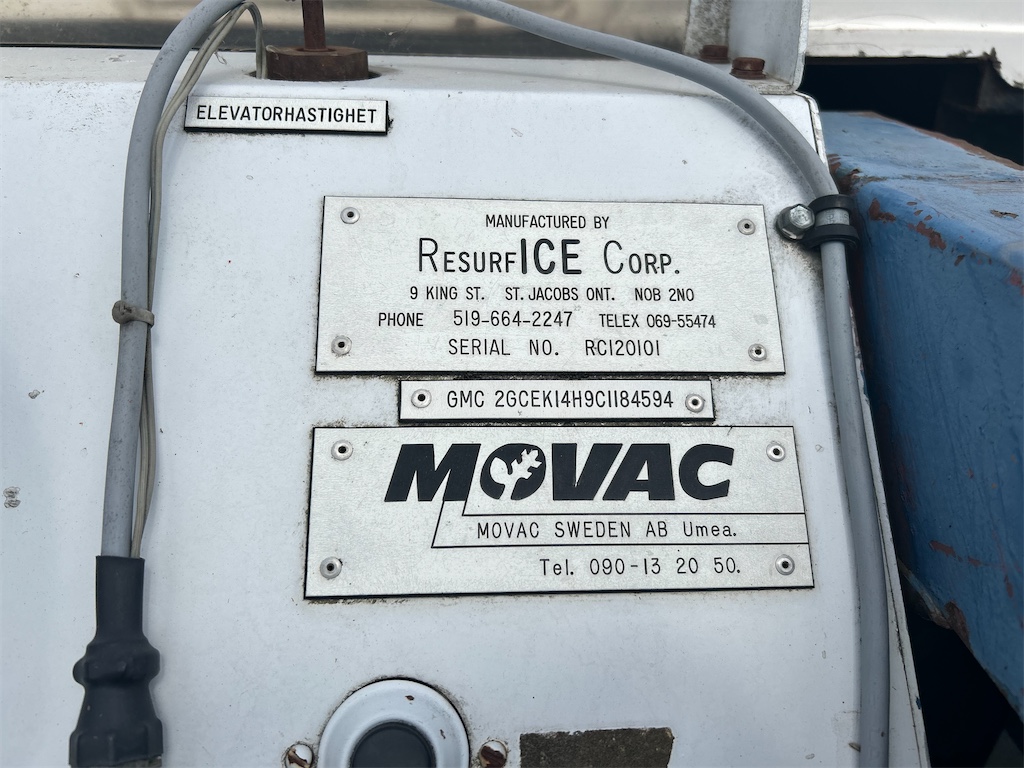 ELEVATORHASTIGHET
MANUFACTURED BY
RESURFICE CORP.
9 KING ST. ST. JACOBS ONT. NOB 2NO
PHONE 519-664-2247 TELEX 069-55474
SERIAL NO. RC120101
GMC 2GCEK14H9C1184594
MOVAC
MOVAC SWEDEN AB Umea.
Tel. 090-13 20 50.